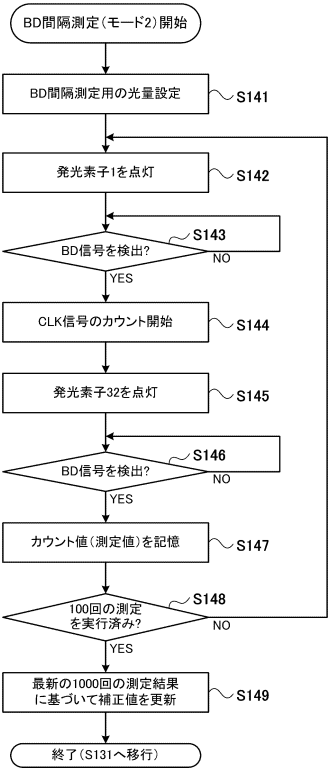 BD間隔測定(モード2)開始
BD間隔測定用の光量設定
S141
発光素子1を点灯
S142
S143
BD信号を検出?
NO
YES
CLK信号のカウント開始
S144
発光素子32を点灯
S145
S146
BD信号を検出?
NO
YES
カウント値(測定値)を記憶
S147
S148
100回の測定
を実行済み?
NO
YES
最新の1000回の測定結果
に基づいて補正値を更新
S149
終了(S131へ移行)